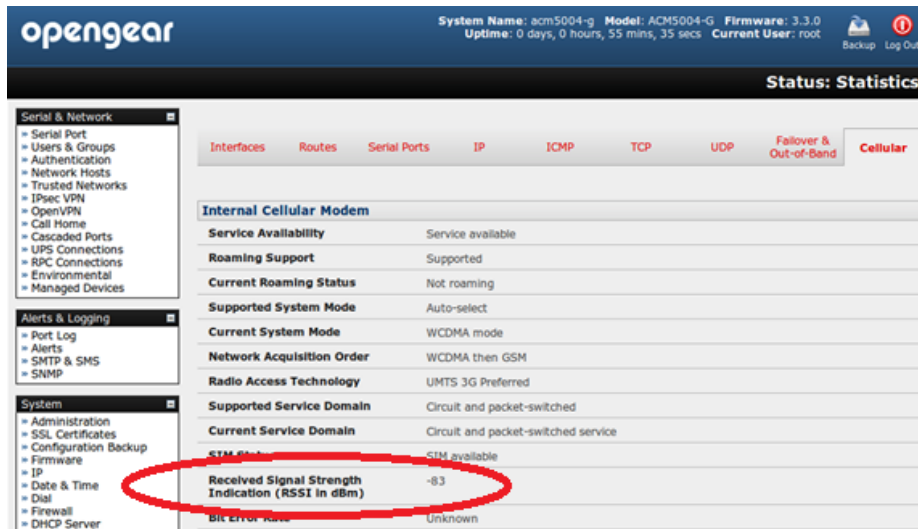 opengear
System Name: acm5004-g Model: ACM5004-G Firmware: 3.3.0
Uptime: 0 days, 0 hours, 55 mins, 35 secs Current User: root
Backup Log Out
Status: Statistics
Serial & Network
Serial Port
Users & Groups
Authentication
Network Hosts
Trusted Networks
IPsec VPN
OpenVPN
Call Home
Cascaded Ports
UPS Connections
RPC Connections
Environmental
Managed Devices
Alerts & Logging
Port Log
Alerts
SMTP & SMS
SNMP
System
Administration
SSL Certificates
Configuration Backup
Firmware
IP
Date & Time
Dial
Firewall
DHCP Server
Interfaces Routes Serial Ports IP ICMP TCP UDP Failover & Out-of-Band Cellular
Internal Cellular Modem
Service Availability Service available
Roaming Support Supported
Current Roaming Status Not roaming
Supported System Mode Auto-select
Current System Mode WCDMA mode
Network Acquisition Order WCDMA then GSM
Radio Access Technology UMTS 3G Preferred
Supported Service Domain Circuit and packet-switched
Current Service Domain Circuit and packet-switched service
SIM Status SIM available
Received Signal Strength -83
Indication (RSSI in dBm)
Bit Error Rate Unknown